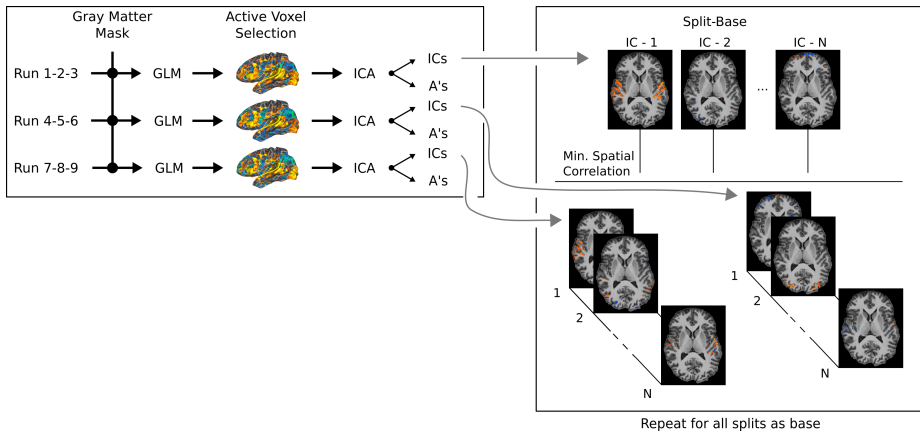 Gray Matter
Mask
Active Voxel
Selection
Run 1-2-3
GLM
ICA
ICs
A's
Run 4-5-6
GLM
ICA
ICs
A's
Run 7-8-9
GLM
ICA
ICs
A's
Split-Base
IC - 1
IC - 2
IC - N
...
Min. Spatial
Correlation
1
2
N
1
2
N
Repeat for all splits as base